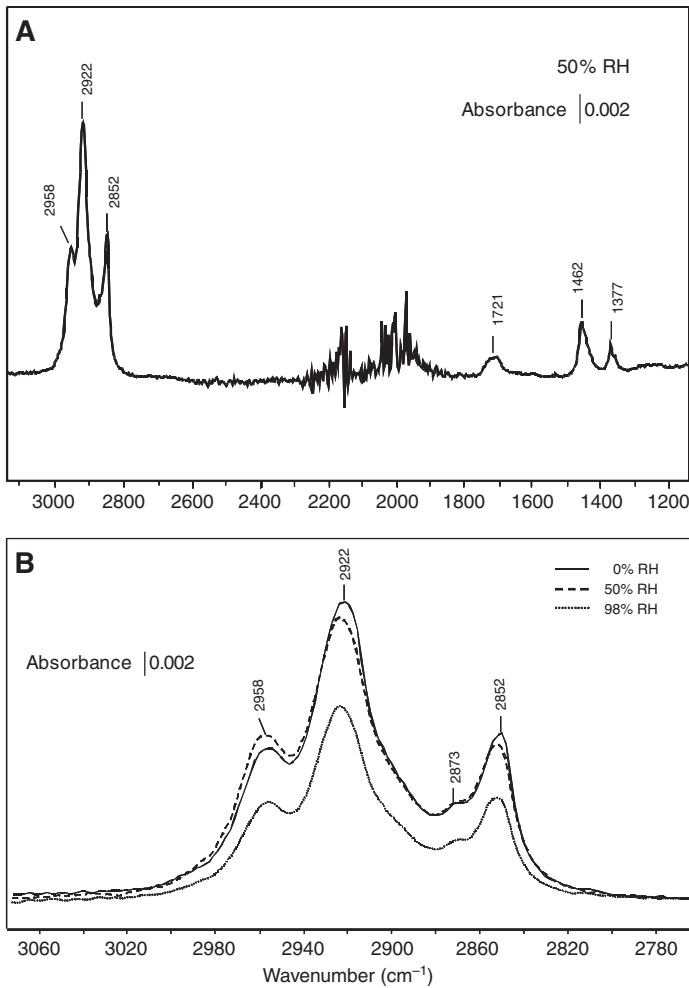 A
50% RH
Absorbance |0.002
2958
2922
2852
1721
1462
1377
3000 2800 2600 2400 2200 2000 1800 1600 1400 1200
B
0% RH
50% RH
98% RH
Absorbance |0.002
2958
2922
2873
2852
3060 3020 2980 2940 2900 2850 2820 2780
Wavenumber (cm⁻¹)